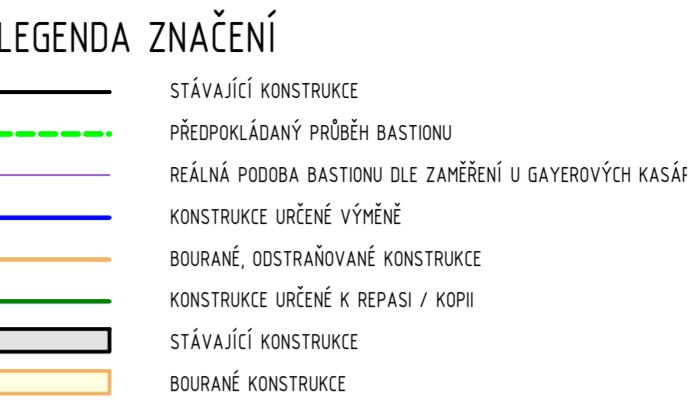 LEGENDA ZNAČENÍ
STÁVAJÍCÍ KONSTRUKCE
PŘEDPOKLÁDANÝ PRŮBĚH BASTIONU
REÁLNÁ PODOBA BASTIONU DLE ZAMĚŘENÍ U GAYEROVÝCH
KONSTRUKCE URČENÉ VÝMĚNĚ
BOURANÉ, ODSTRAŇOVANÉ KONSTRUKCE
KONSTRUKCE URČENÉ K REPASI / KOPII
STÁVAJÍCÍ KONSTRUKCE
BOURANÉ KONSTRUKCE